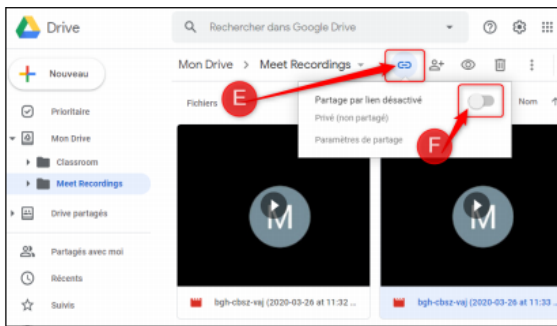 Drive
Rechercher dans Google Drive
Nouveau
Mon Drive > Meet Recordings
E
Fichiers
Partage par lien désactivé
Privé (non partagé)
Paramètres de partage
F
Nom
Prioritaire
Mon Drive
Classroom
Meet Recordings
Drive partagés
Partagés avec moi
Récents
Suivis
M
M
bgh-cbsz-vaj (2020-03-26 at 11:32 ...
bgh-cbsz-vaj (2020-03-26 at 11:33 ...